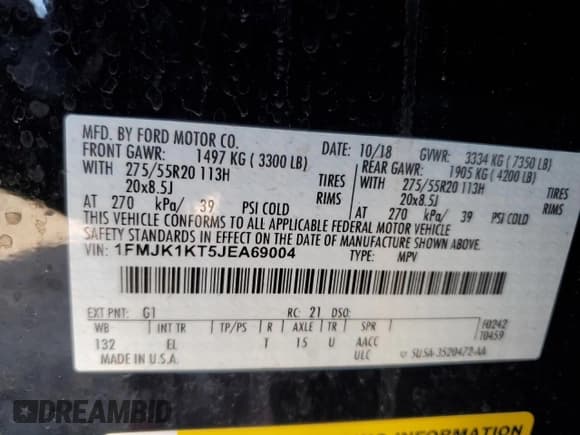 MFD. BY FORD MOTOR CO.
DATE: 10/18 GVWR: 3334 KG ( 7350 LB)
FRONT GAWR: 1497 KG ( 3300 LB) REAR GAWR: 1905 KG ( 4200 LB)
WITH 275/55R20 113H TIRES WITH 275/55R20 113H TIRES
20x8.5J RIMS 20x8.5J RIMS
AT 270 kPa/ 39 PSI COLD AT 270 kPa/ 39 PSI COLD
THIS VEHICLE CONFORMS TO ALL APPLICABLE FEDERAL MOTOR VEHICLE
SAFETY STANDARDS IN EFFECT ON THE DATE OF MANUFACTURE SHOWN ABOVE.
VIN: 1FMJK1KT5JEA69004 TYPE: MPV
EXT PNT: G1 RC: 21 DSO:
WB INT TR TP/PS R AXLE TR SPR F0242
132 EL T 15 U AACC T0459
MADE IN U.S.A. ULC 5U5A-3520472-AA
INFORMATION
DREAMBID